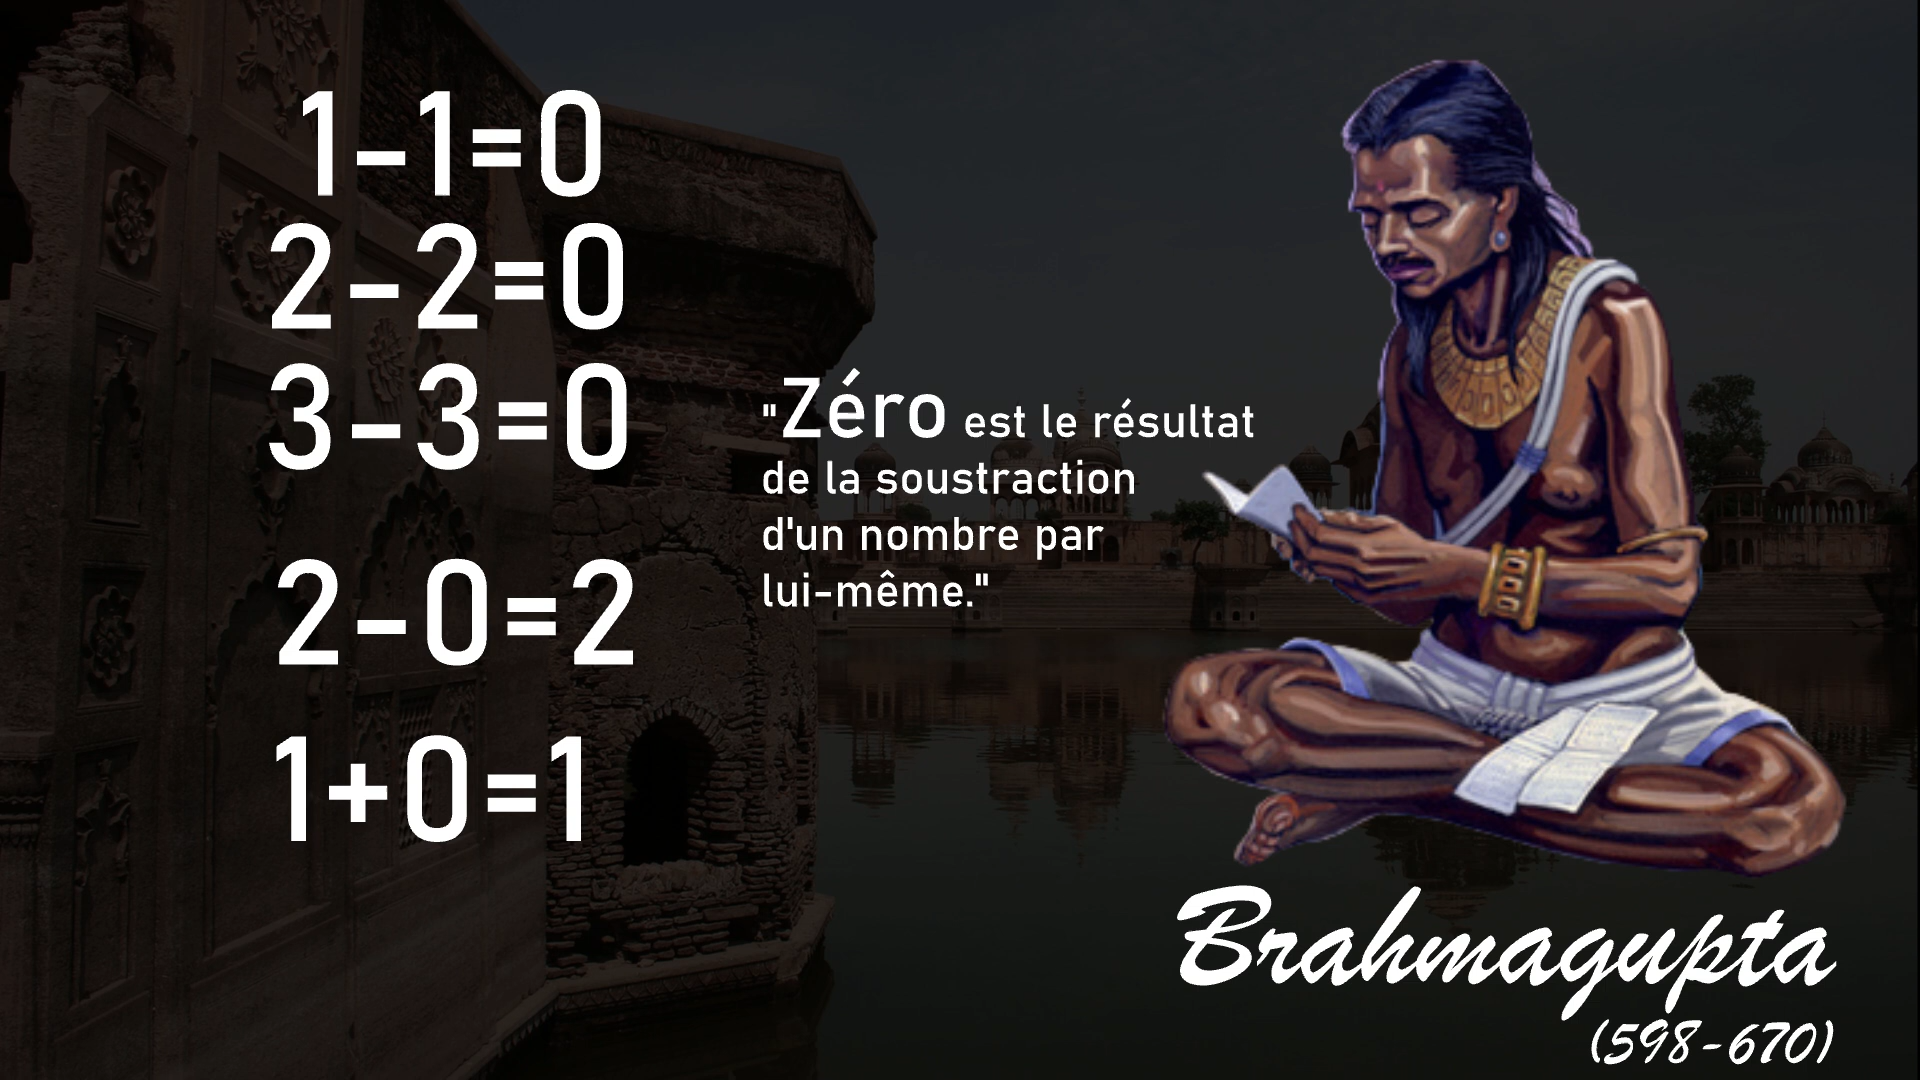 1-1=0
2-2=0
3-3=0
2-0=2
1+0=1
"Zéro est le résultat
de la soustraction
d'un nombre par
lui-même."
Brahmagupta
(598-670)